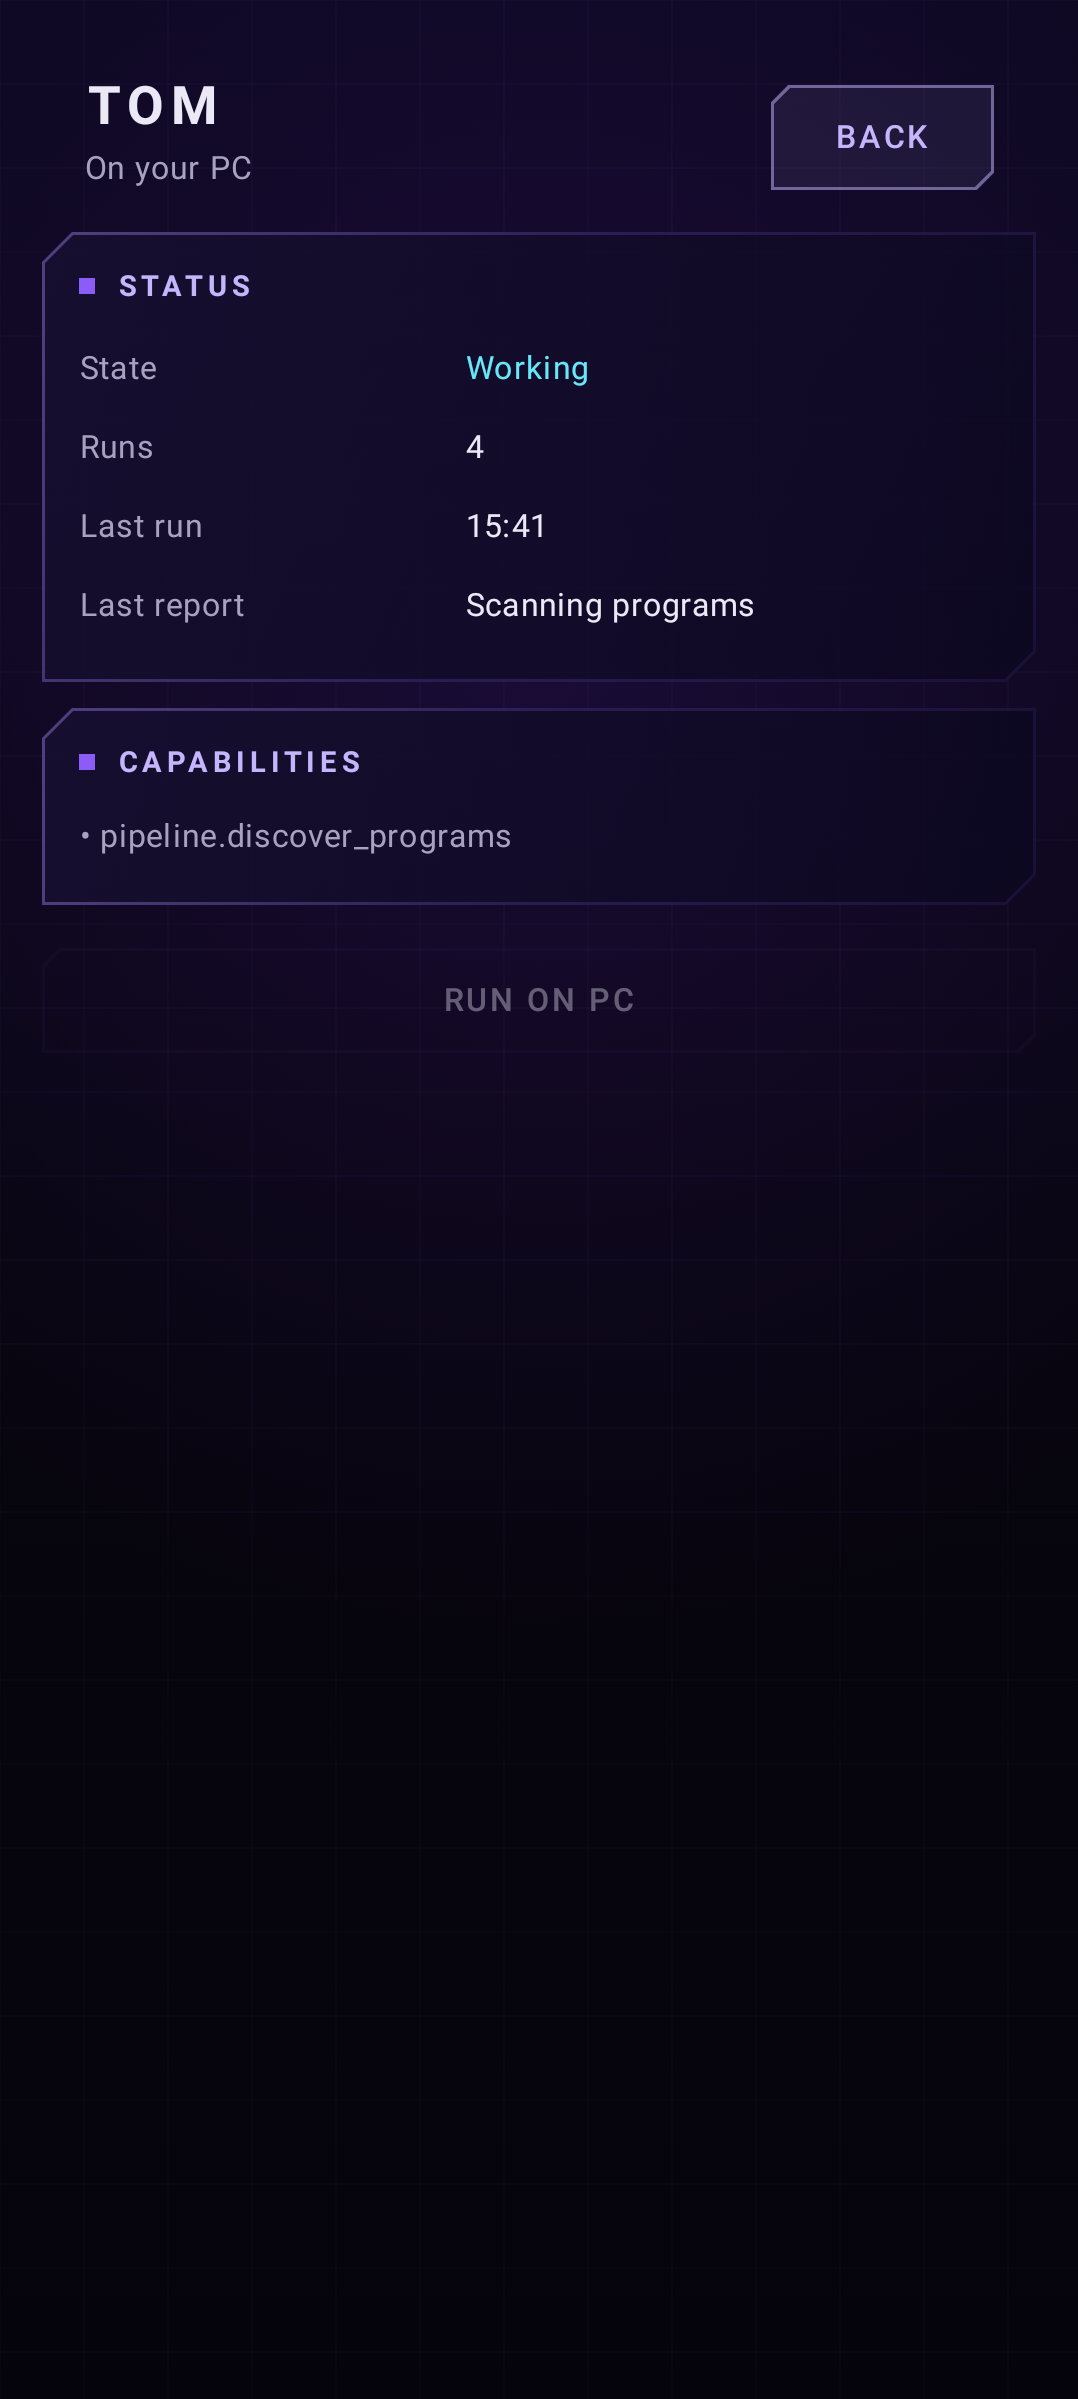 TOM
On your PC
BACK
STATUS
State Working
Runs 4
Last run 15:41
Last report Scanning programs
CAPABILITIES
• pipeline.discover_programs
RUN ON PC